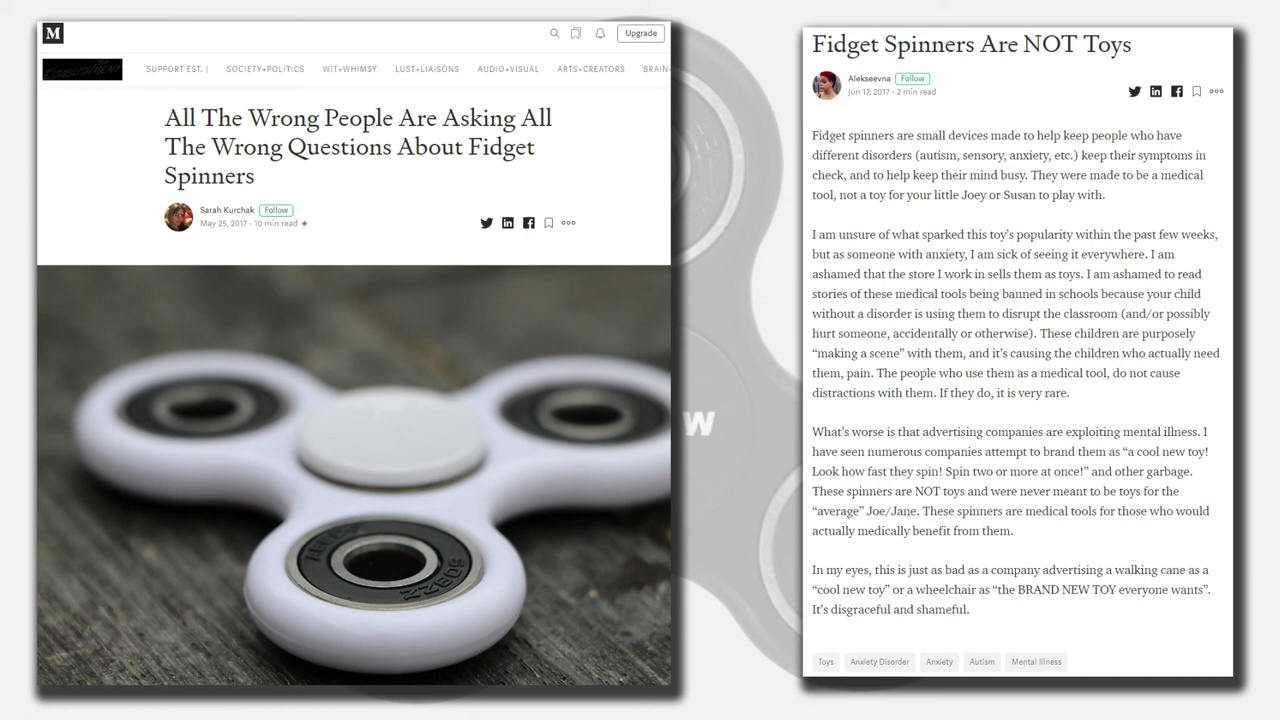 M
Upgrade
SUPPORT EST. | SOCIETY+POLITICS WIT+WHIMSY LUST+LIAISONS AUDIO+VISUAL ARTS+CREATORS BRAIN+
All The Wrong People Are Asking All
The Wrong Questions About Fidget
Spinners
Sarah Kurchak Follow
May 25, 2017 · 10 min read ★
W
Fidget Spinners Are NOT Toys
Alekseevna Follow
Jun 17, 2017 · 2 min read
Fidget spinners are small devices made to help keep people who have
different disorders (autism, sensory, anxiety, etc.) keep their symptoms in
check, and to help keep their mind busy. They were made to be a medical
tool, not a toy for your little Joey or Susan to play with.
I am unsure of what sparked this toy's popularity within the past few weeks,
but as someone with anxiety, I am sick of seeing it everywhere. I am
ashamed that the store I work in sells them as toys. I am ashamed to read
stories of these medical tools being banned in schools because your child
without a disorder is using them to disrupt the classroom (and/or possibly
hurt someone, accidentally or otherwise). These children are purposely
“making a scene” with them, and it's causing the children who actually need
them, pain. The people who use them as a medical tool, do not cause
distractions with them. If they do, it is very rare.
What's worse is that advertising companies are exploiting mental illness. I
have seen numerous companies attempt to brand them as “a cool new toy!
Look how fast they spin! Spin two or more at once!” and other garbage.
These spinners are NOT toys and were never meant to be toys for the
“average” Joe/Jane. These spinners are medical tools for those who would
actually medically benefit from them.
In my eyes, this is just as bad as a company advertising a walking cane as a
“cool new toy” or a wheelchair as “the BRAND NEW TOY everyone wants”.
It's disgraceful and shameful.
Toys Anxiety Disorder Anxiety Autism Mental Illness